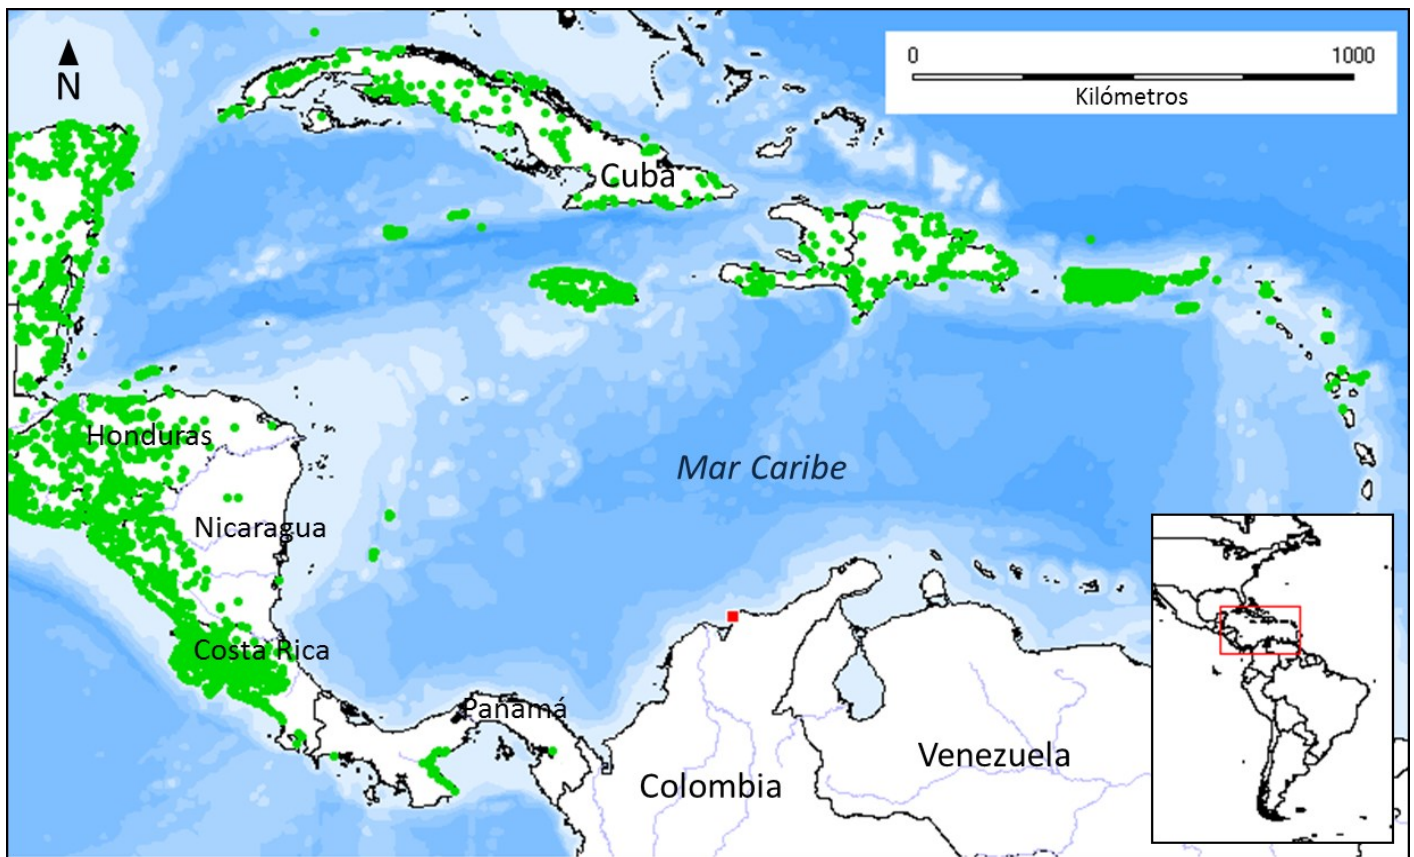 0 1000
Kilómetros
N
Cuba
Honduras
Mar Caribe
Nicaragua
Costa Rica
Panamá
Venezuela
Colombia